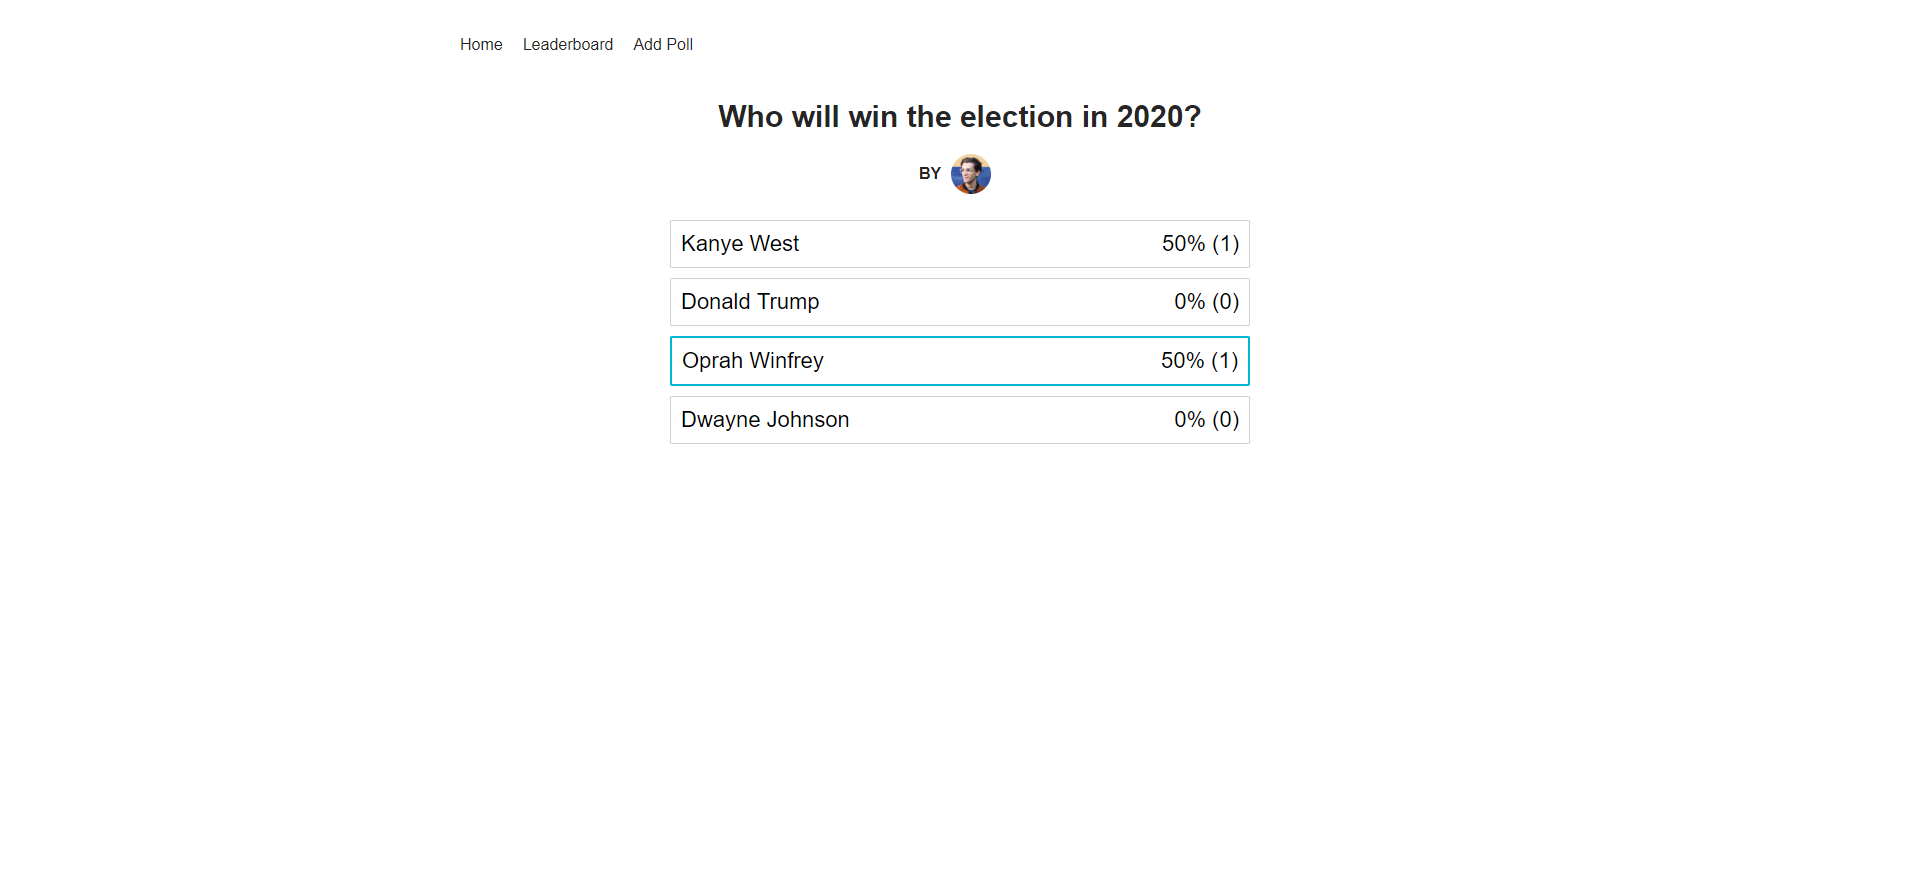 Home Leaderboard Add Poll
Who will win the election in 2020?
BY
Kanye West 50% (1)
Donald Trump 0% (0)
Oprah Winfrey 50% (1)
Dwayne Johnson 0% (0)